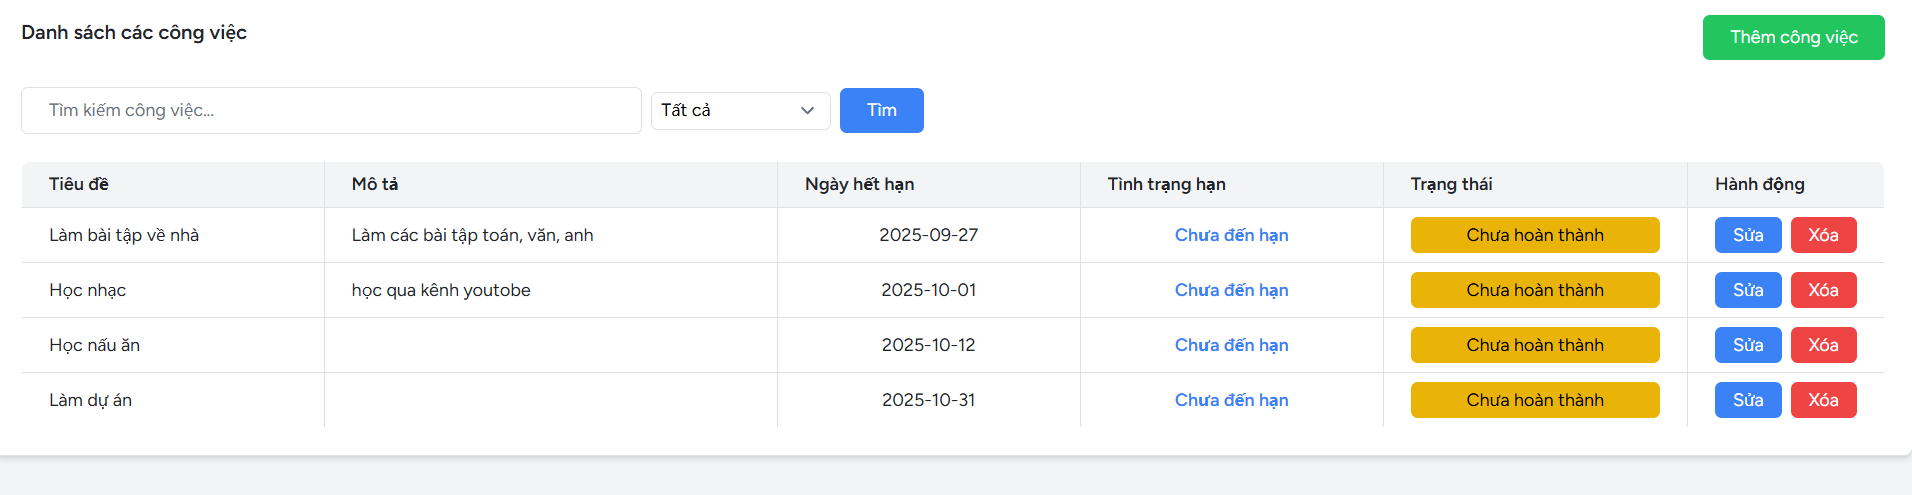 Danh sách các công việc
Thêm công việc
Tìm kiếm công việc...
Tất cả
Tìm
Tiêu đề Mô tả Ngày hết hạn Tình trạng hạn Trạng thái Hành động
Làm bài tập về nhà Làm các bài tập toán, văn, anh 2025-09-27 Chưa đến hạn Chưa hoàn thành Sửa Xóa
Học nhạc học qua kênh youtobe 2025-10-01 Chưa đến hạn Chưa hoàn thành Sửa Xóa
Học nấu ăn 2025-10-12 Chưa đến hạn Chưa hoàn thành Sửa Xóa
Làm dự án 2025-10-31 Chưa đến hạn Chưa hoàn thành Sửa Xóa